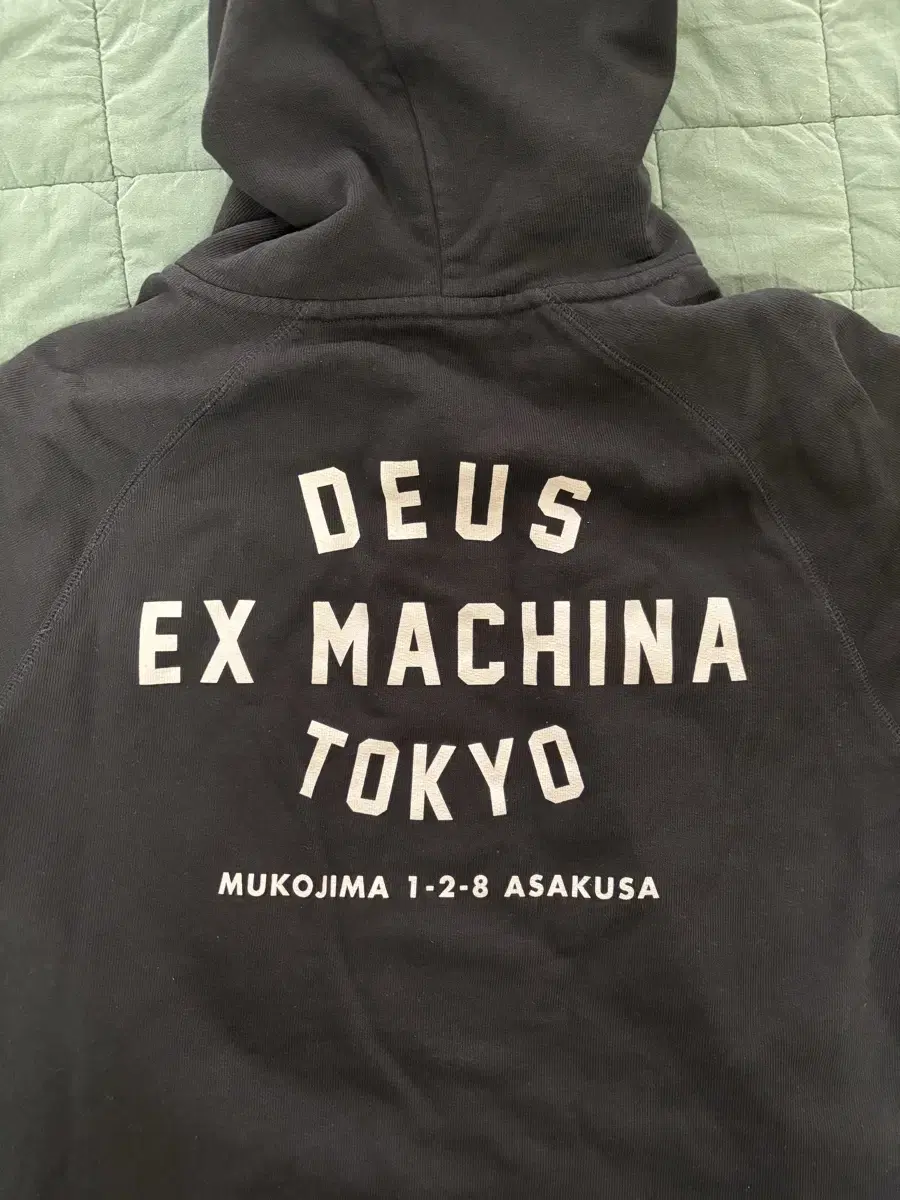 DEUS
EX MACHINA
TOKYO
MUKOJIMA 1-2-8 ASAKUSA